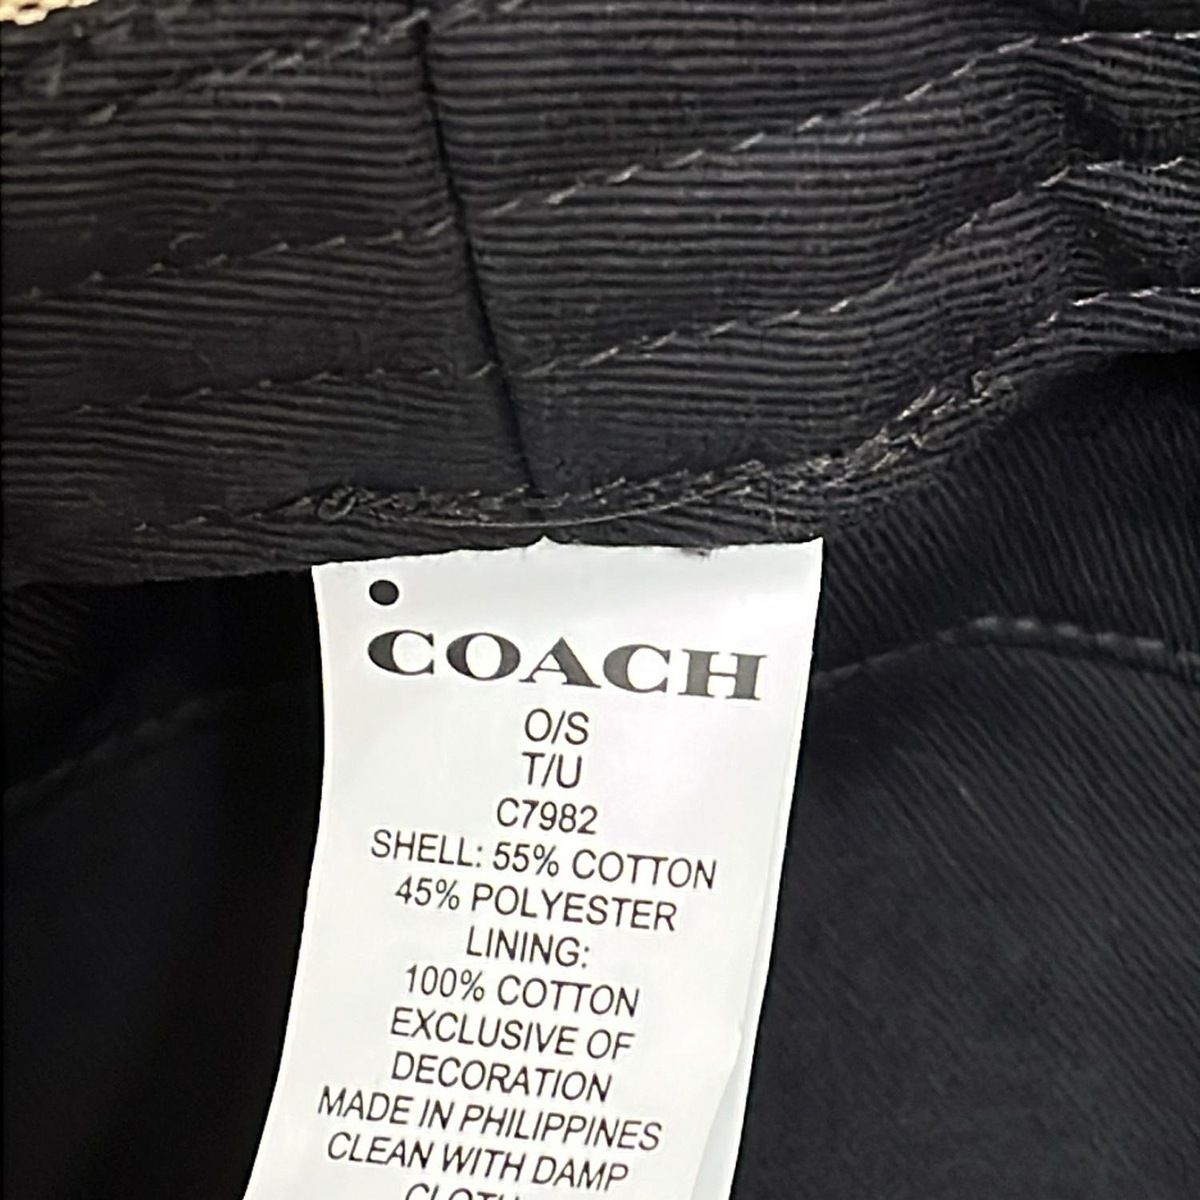 COACH
O/S
T/U
C7982
SHELL: 55% COTTON
45% POLYESTER
LINING:
100% COTTON
EXCLUSIVE OF
DECORATION
MADE IN PHILIPPINES
CLEAN WITH DAMP
CLOTH